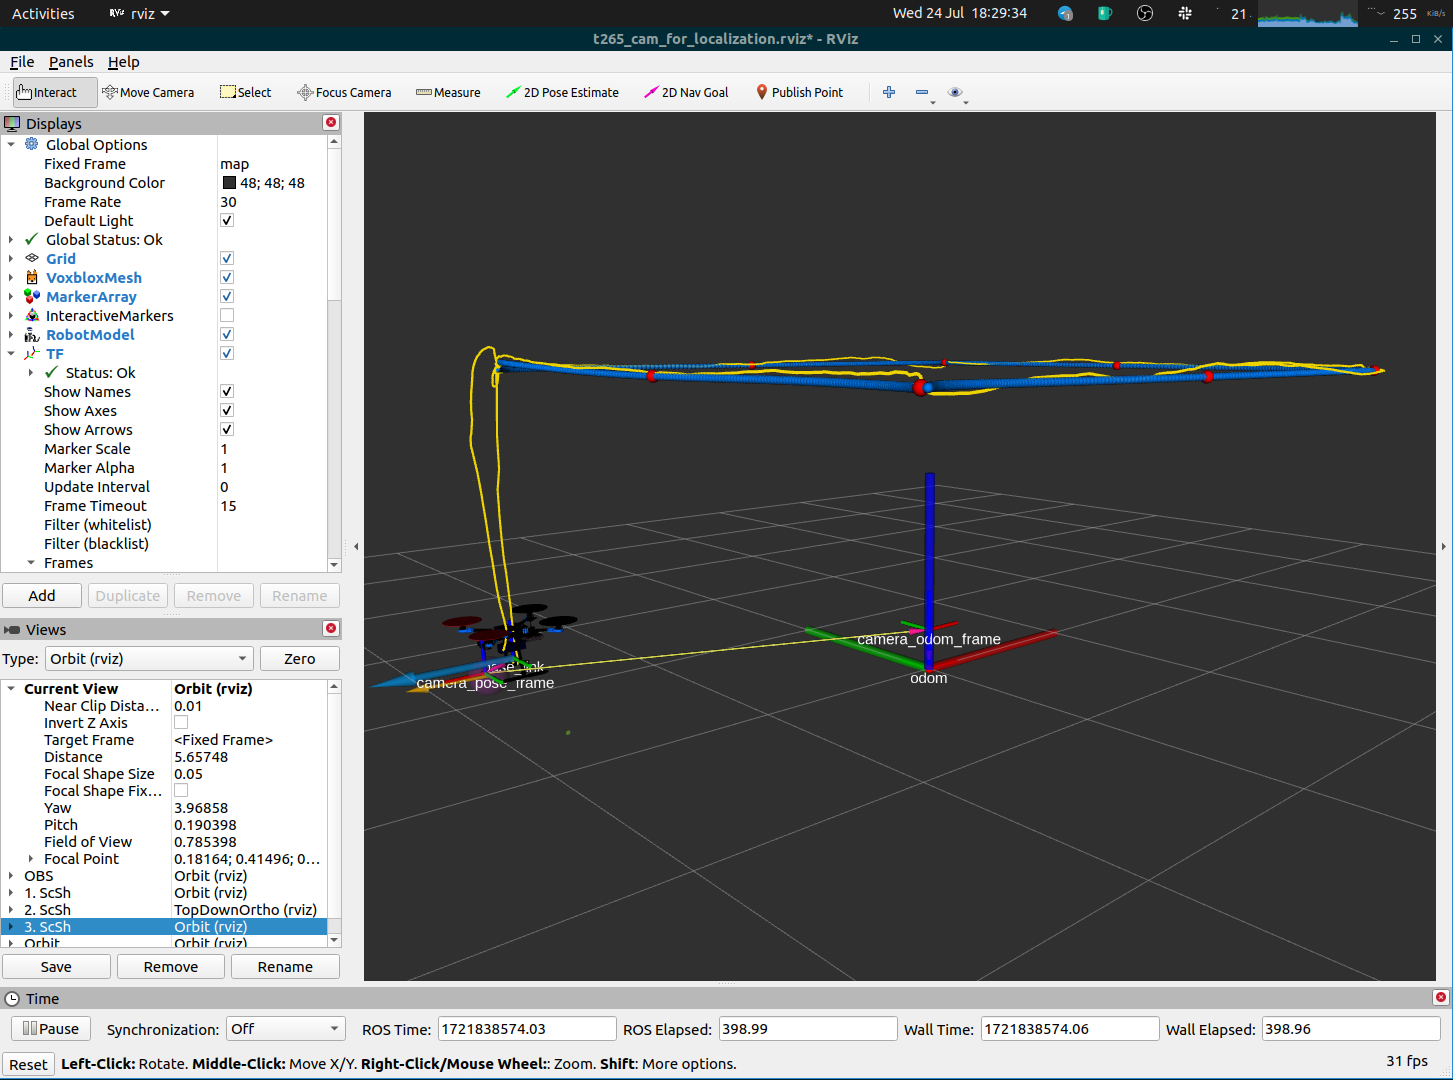 Activities RViz rviz Wed 24 Jul 18:29:34 1 21 255 KiB/s
t265_cam_for_localization.rviz* - RViz
File Panels Help
Interact Move Camera Select Focus Camera Measure 2D Pose Estimate 2D Nav Goal Publish Point
Displays
Global Options
Fixed Frame map
Background Color 48; 48; 48
Frame Rate 30
Default Light
Global Status: Ok
Grid
VoxbloxMesh
MarkerArray
InteractiveMarkers
RobotModel
TF
Status: Ok
Show Names
Show Axes
Show Arrows
Marker Scale 1
Marker Alpha 1
Update Interval 0
Frame Timeout 15
Filter (whitelist)
Filter (blacklist)
Frames
Add Duplicate Remove Rename
Views
Type: Orbit (rviz) Zero
Current View Orbit (rviz)
Near Clip Dista... 0.01
Invert Z Axis
Target Frame <Fixed Frame>
Distance 5.65748
Focal Shape Size 0.05
Focal Shape Fix...
Yaw 3.96858
Pitch 0.190398
Field of View 0.785398
Focal Point 0.18164; 0.41496; 0...
OBS Orbit (rviz)
1. ScSh Orbit (rviz)
2. ScSh TopDownOrtho (rviz)
3. ScSh Orbit (rviz)
Orbit Orbit (rviz)
Save Remove Rename
camera_odom_frame
odom
camera_pose_frame
Time
Pause Synchronization: Off ROS Time: 1721838574.03 ROS Elapsed: 398.99 Wall Time: 1721838574.06 Wall Elapsed: 398.96
Reset Left-Click: Rotate. Middle-Click: Move X/Y. Right-Click/Mouse Wheel:: Zoom. Shift: More options. 31 fps